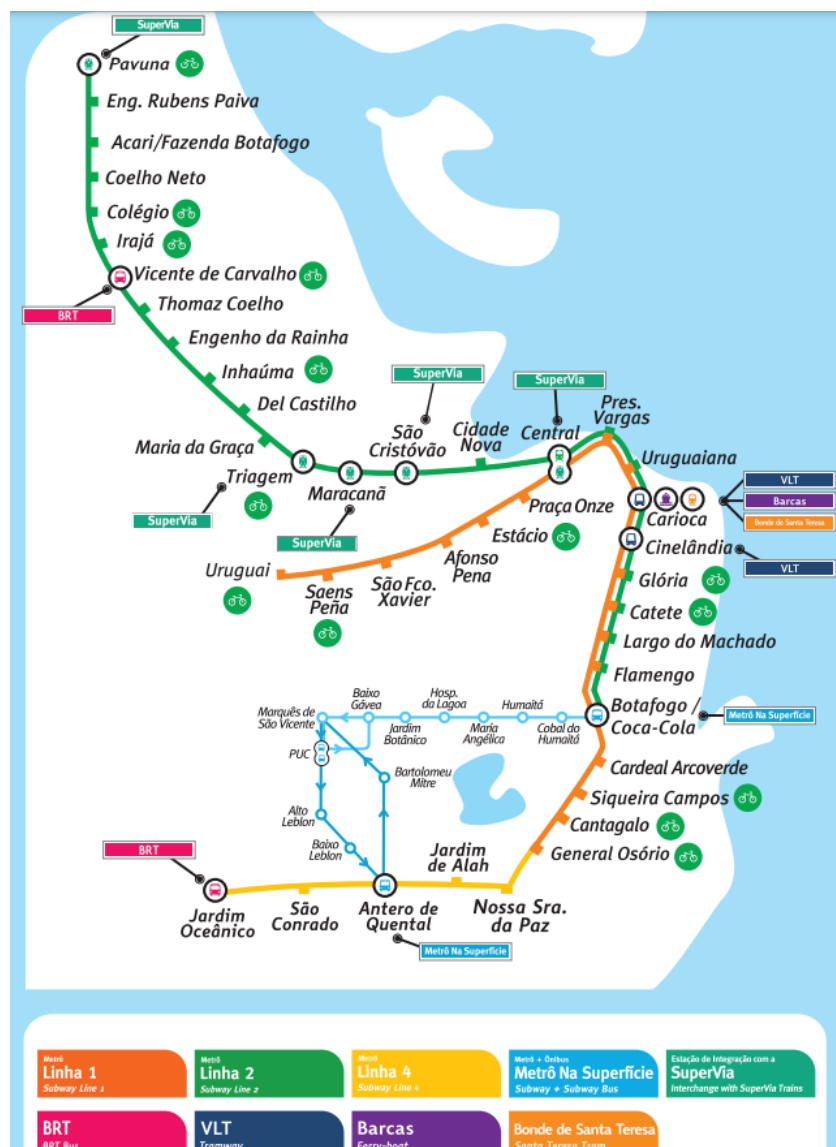 SuperVia
Pavuna
Eng. Rubens Paiva
Acari/Fazenda Botafogo
Coelho Neto
Colégio
Irajá
Vicente de Carvalho
BRT
Thomaz Coelho
Engenho da Rainha
Inhaúma
Del Castilho
Maria da Graça
Triagem
SuperVia
Maracanã
SuperVia
SuperVia
São
Cristóvão
Cidade
Nova
SuperVia
Central
Pres.
Vargas
Uruguaiana
VLT
Barcas
Bonde de Santa Teresa
Carioca
Cinelândia
VLT
Praça Onze
Estácio
Afonso
Pena
São Fco.
Xavier
Saens
Peña
Uruguai
Glória
Catete
Largo do Machado
Flamengo
Botafogo /
Coca-Cola
Metrô Na Superfície
Cobal do
Humaitá
Humaitá
Maria
Angélica
Hosp.
da Lagoa
Jardim
Botânico
Baixo
Gávea
Marquês de
São Vicente
PUC
Bartolomeu
Mitre
Alto
Leblon
Baixo
Leblon
Cardeal Arcoverde
Siqueira Campos
Cantagalo
General Osório
Nossa Sra.
da Paz
Jardim
de Alah
Antero de
Quental
Metrô Na Superfície
São
Conrado
Jardim
Oceânico
BRT
Metrô
Linha 1
Subway Line 1
Metrô
Linha 2
Subway Line 2
Metrô
Linha 4
Subway Line 4
Metrô + Ônibus
Metrô Na Superfície
Subway + Subway Bus
Estação de Integração com a
SuperVia
Interchange with SuperVia Trains
BRT
BRT Bus
VLT
Tramway
Barcas
Ferry-boat
Bonde de Santa Teresa
Santa Teresa Tram